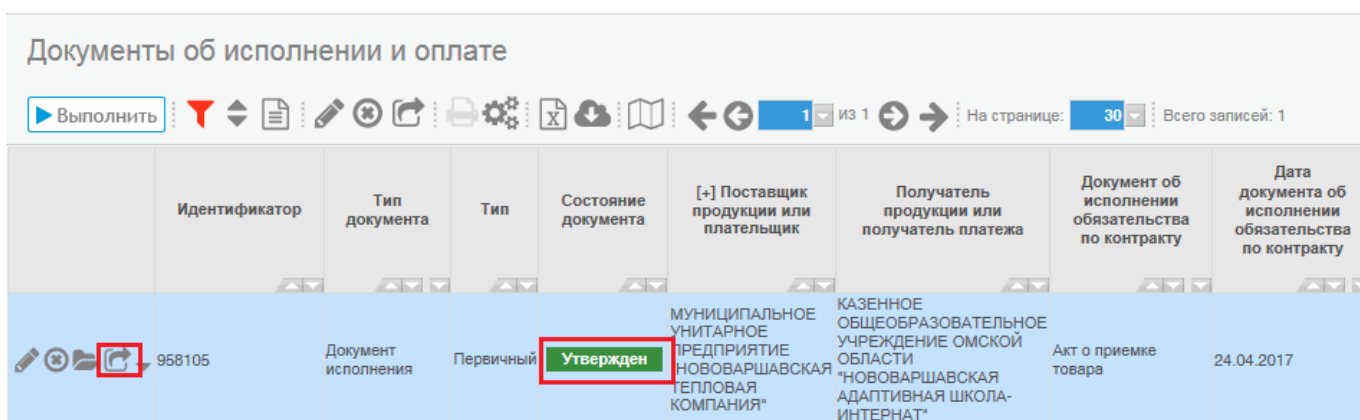 Документы об исполнении и оплате
Выполнить 1 из 1 На странице: 30 Всего записей: 1
Идентификатор
Тип
документа
Тип
Состояние
документа
[+] Поставщик
продукции или
плательщик
Получатель
продукции или
получатель платежа
Документ об
исполнении
обязательства
по контракту
Дата
документа об
исполнении
обязательства
по контракту
958105
Документ
исполнения
Первичный
Утвержден
МУНИЦИПАЛЬНОЕ
УНИТАРНОЕ
ПРЕДПРИЯТИЕ
"НОВОВАРШАВСКАЯ
ТЕПЛОВАЯ
КОМПАНИЯ"
КАЗЕННОЕ
ОБЩЕОБРАЗОВАТЕЛЬНОЕ
УЧРЕЖДЕНИЕ ОМСКОЙ
ОБЛАСТИ
"НОВОВАРШАВСКАЯ
АДАПТИВНАЯ ШКОЛА-
ИНТЕРНАТ"
Акт о приемке
товара
24.04.2017